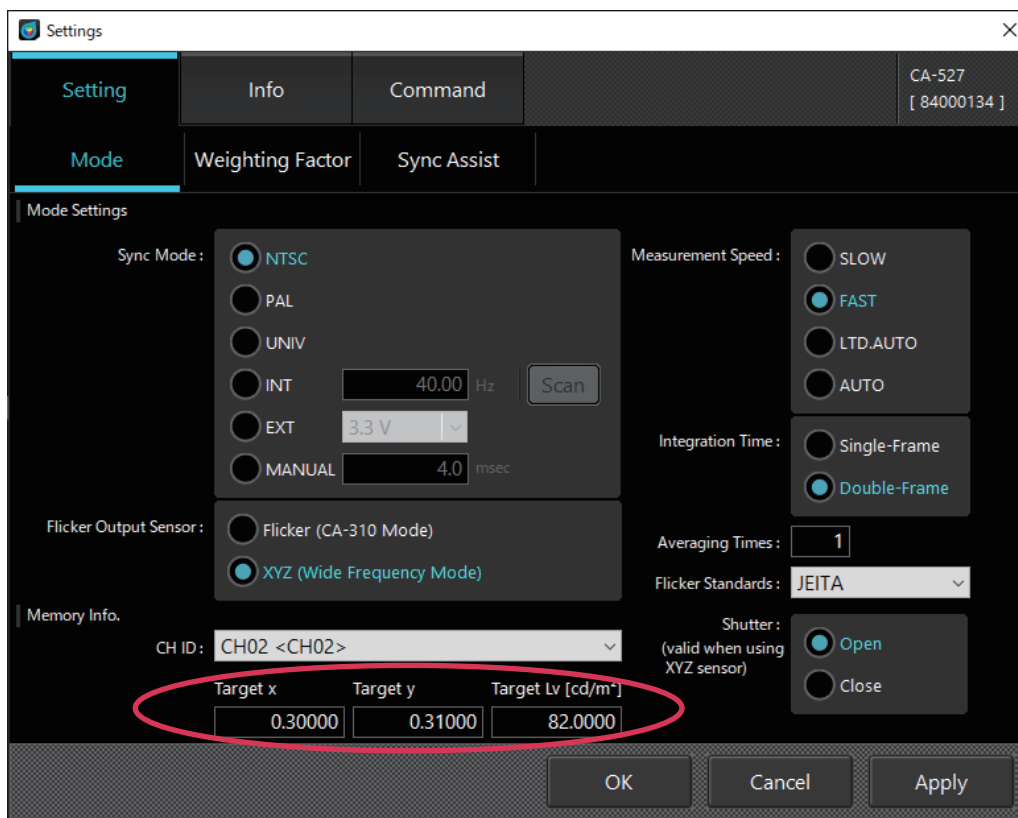 Settings
Setting Info Command
CA-527
[ 84000134 ]
Mode Weighting Factor Sync Assist
Mode Settings
Sync Mode :
NTSC
PAL
UNIV
INT 40.00 Hz Scan
EXT 3.3 V
MANUAL 4.0 msec
Flicker Output Sensor :
Flicker (CA-310 Mode)
XYZ (Wide Frequency Mode)
Measurement Speed :
SLOW
FAST
LTD.AUTO
AUTO
Integration Time :
Single-Frame
Double-Frame
Averaging Times : 1
Flicker Standards : JEITA
Shutter :
(valid when using
XYZ sensor)
Open
Close
Memory Info.
CH ID : CH02 <CH02>
Target x Target y Target Lv [cd/m²]
0.30000 0.31000 82.0000
OK Cancel Apply